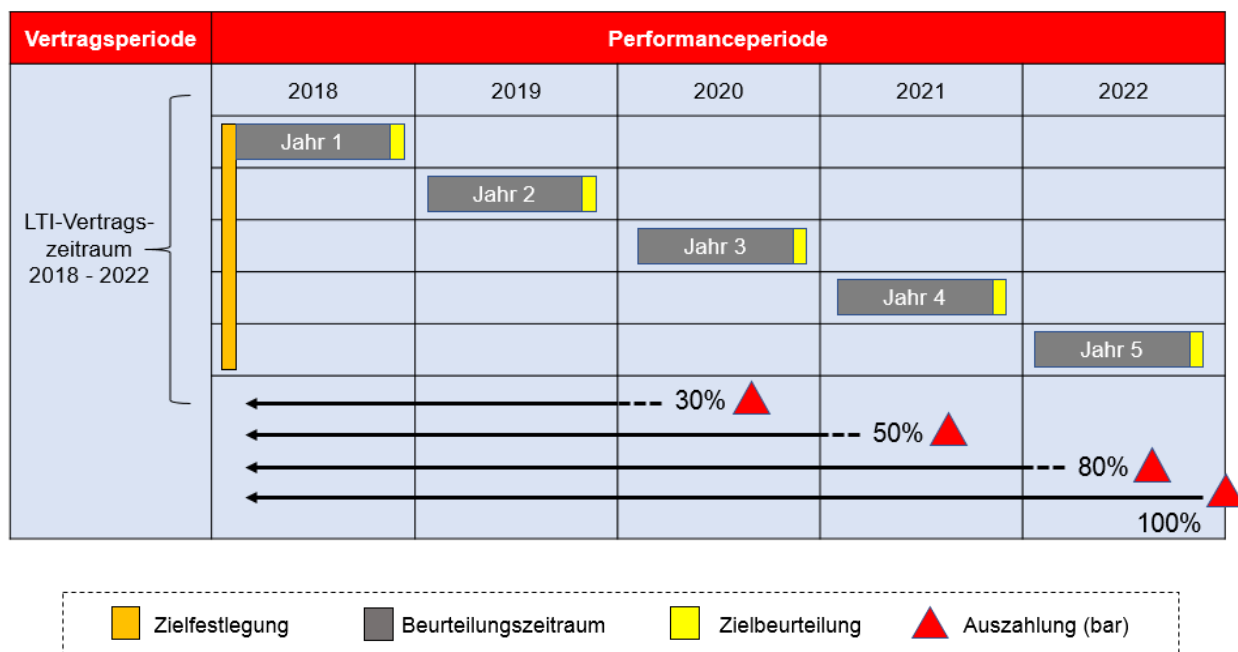 Vertragsperiode
Performanceperiode
2018
2019
2020
2021
2022
Jahr 1
Jahr 2
Jahr 3
Jahr 4
Jahr 5
LTI-Vertrags-
zeitraum
2018 - 2022
30%
50%
80%
100%
Zielfestlegung
Beurteilungszeitraum
Zielbeurteilung
Auszahlung (bar)